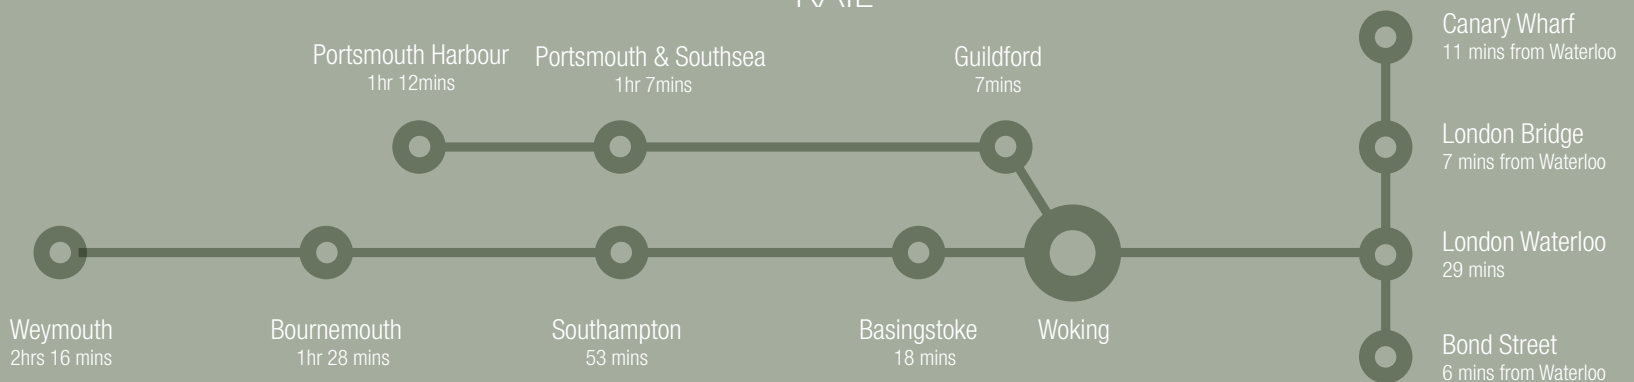 RAIL
Portsmouth Harbour
1hr 12mins
Portsmouth & Southsea
1hr 7mins
Guildford
7mins
Canary Wharf
11 mins from Waterloo
London Bridge
7 mins from Waterloo
London Waterloo
29 mins
Bond Street
6 mins from Waterloo
Weymouth
2hrs 16 mins
Bournemouth
1hr 28 mins
Southampton
53 mins
Basingstoke
18 mins
Woking